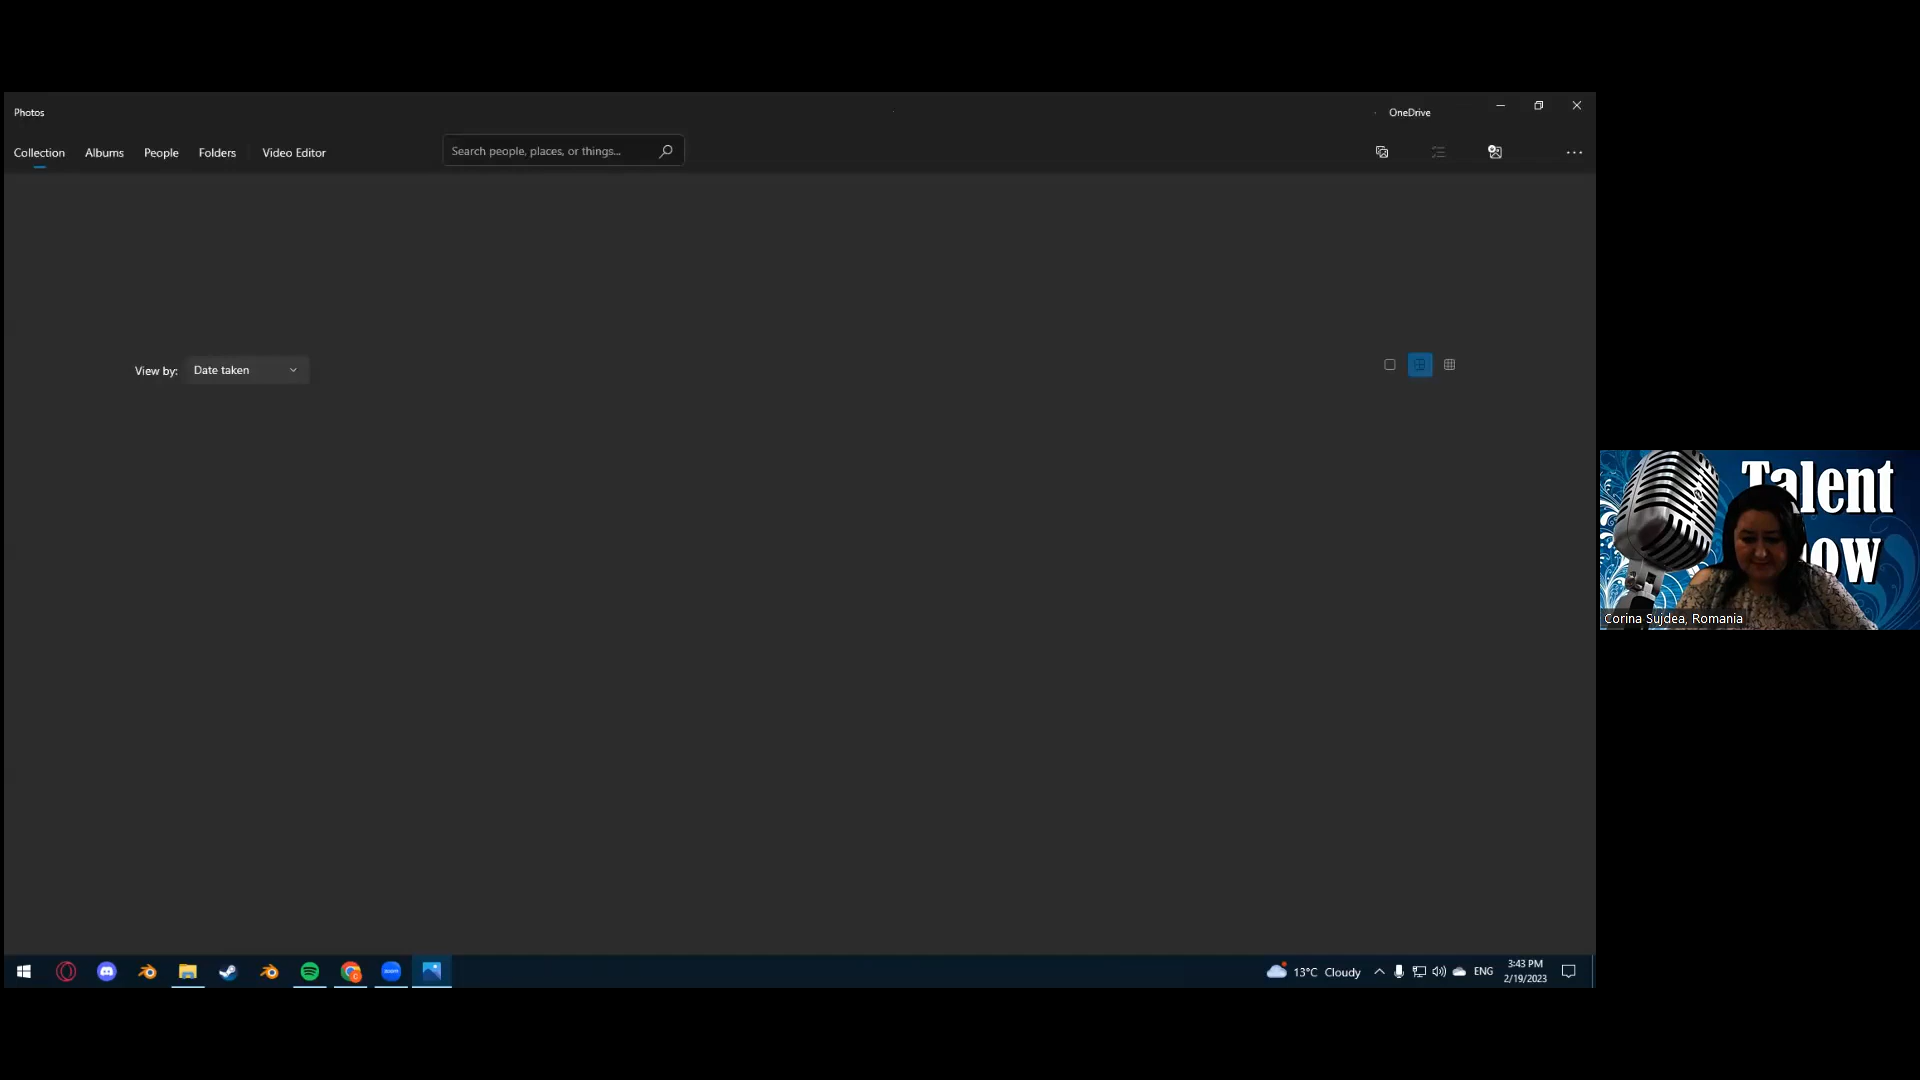 Photos
OneDrive
Collection
Albums
People
Folders
Video Editor
Search people, places, or things...
View by:
Date taken
Talent
Corina Sujdea, Romania
13°C Cloudy
ENG
3:43 PM
2/19/2023